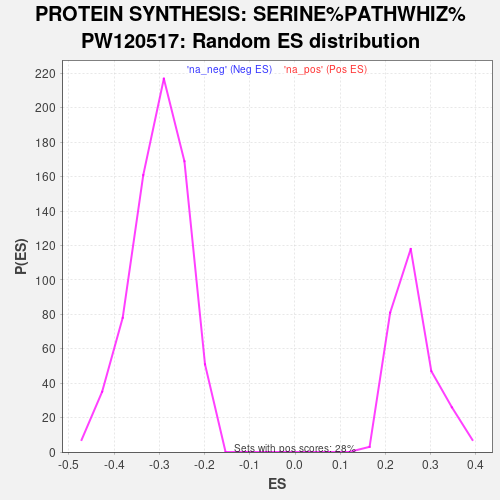 PROTEIN SYNTHESIS: SERINE%PATHWHIZ%
PW120517: Random ES distribution
'na_neg' (Neg ES) 'na_pos' (Pos ES)
220
200
180
160
140
120
100
80
60
40
20
0
P(ES)
Sets with pos scores: 28%
-0.5 -0.4 -0.3 -0.2 -0.1 0.0 0.1 0.2 0.3 0.4
ES